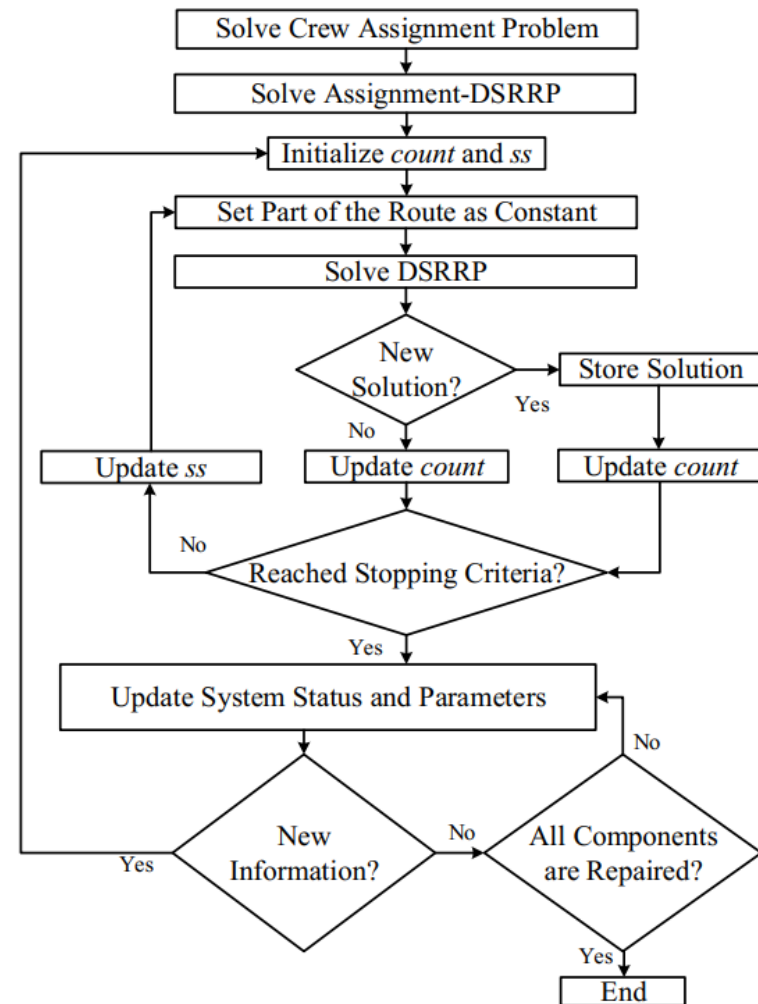 Solve Crew Assignment Problem
Solve Assignment-DSRRP
Initialize count and ss
Set Part of the Route as Constant
Solve DSRRP
New
Solution?
Yes
Store Solution
No
Update ss
Update count
Update count
No
Reached Stopping Criteria?
Yes
Update System Status and Parameters
No
New
Information?
Yes
No
All Components
are Repaired?
Yes
End